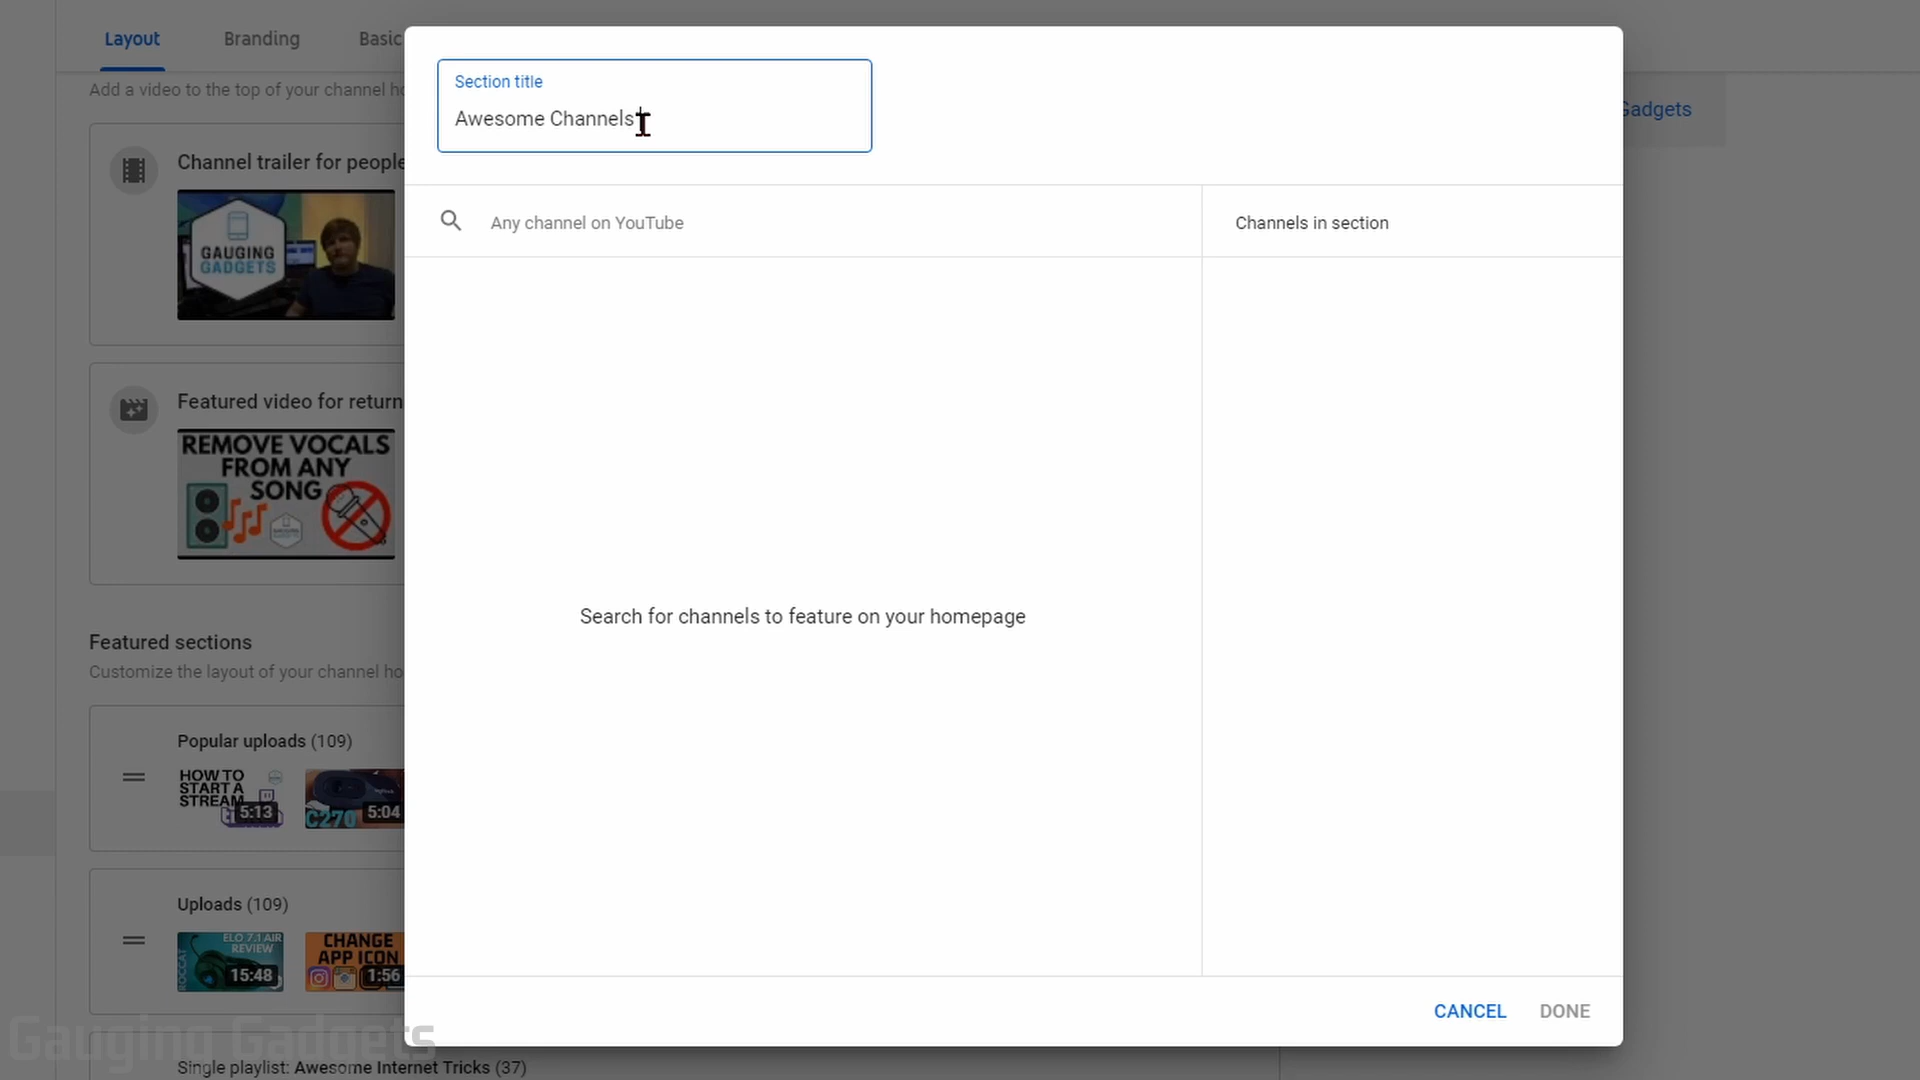 Layout
Branding
Basic
Add a video to the top of your channel ho
Channel trailer for people
GAUGING
GADGETS
Featured video for return
REMOVE VOCALS
FROM ANY
SONG
Featured sections
Customize the layout of your channel ho
Popular uploads (109)
HOW TO
START A
STREAM
5:13
C270
5:04
Uploads (109)
ELO 7.1 AIR
REVIEW
ROCCAT
15:48
CHANGE
APP ICON
1:56
Single playlist: Awesome Internet Tricks (37)
Section title
Awesome Channels
Any channel on YouTube
Channels in section
Search for channels to feature on your homepage
CANCEL
DONE
Gadgets
Gauging Gadgets